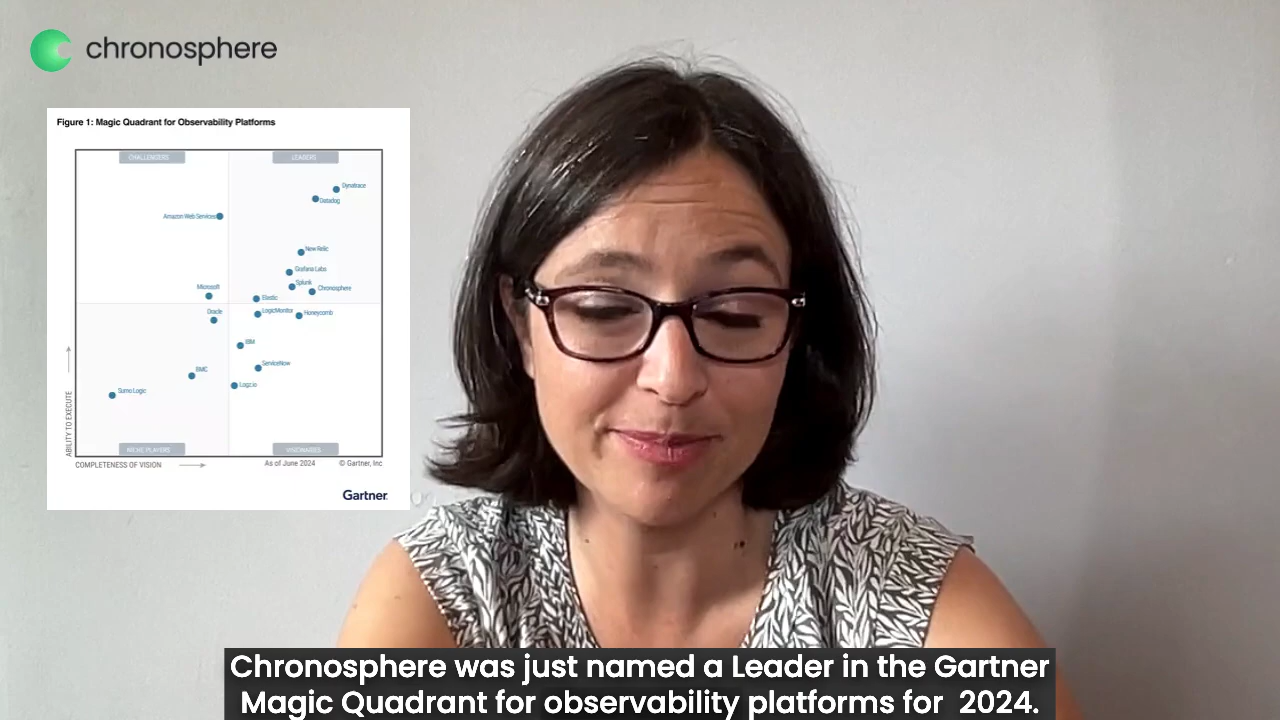 chronosphere
Figure 1: Magic Quadrant for Observability Platforms
CHALLENGERS
LEADERS
Dynatrace
Datadog
Amazon Web Services
New Relic
Grafana Labs
Splunk
Chronosphere
Microsoft
Elastic
Oracle
LogicMonitor
Honeycomb
IBM
ServiceNow
BMC
Logz.io
Sumo Logic
ABILITY TO EXECUTE
NICHE PLAYERS
VISIONARIES
COMPLETENESS OF VISION
As of June 2024
© Gartner, Inc
Gartner
Chronosphere was just named a Leader in the Gartner
Magic Quadrant for observability platforms for 2024.